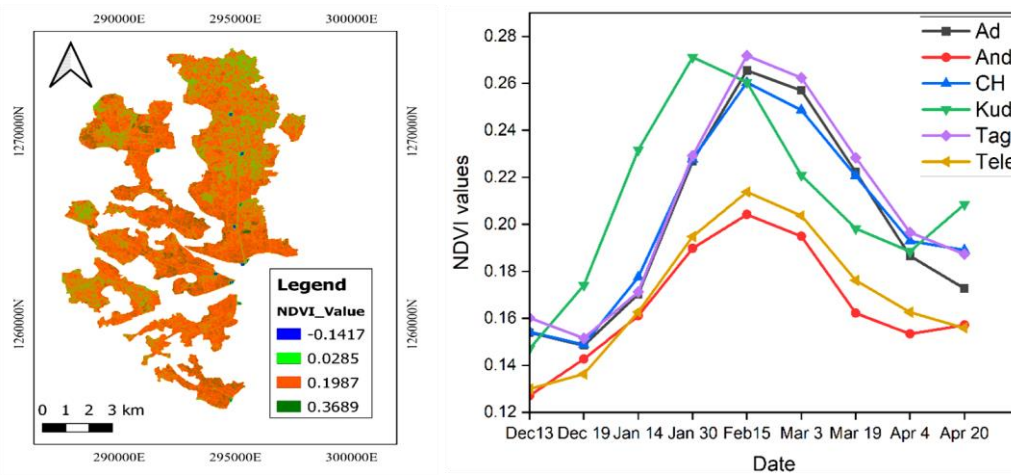 290000E 295000E 300000E
1270000N
1260000N
1270000N
1260000N
Legend
NDVI_Value
-0.1417
0.0285
0.1987
0.3689
0 1 2 3 km
290000E 295000E 300000E
NDVI values
0.28
0.26
0.24
0.22
0.20
0.18
0.16
0.14
0.12
Ad
And
CH
Kud
Tag
Tele
Dec13 Dec 19 Jan 14 Jan 30 Feb15 Mar 3 Mar 19 Apr 4 Apr 20
Date